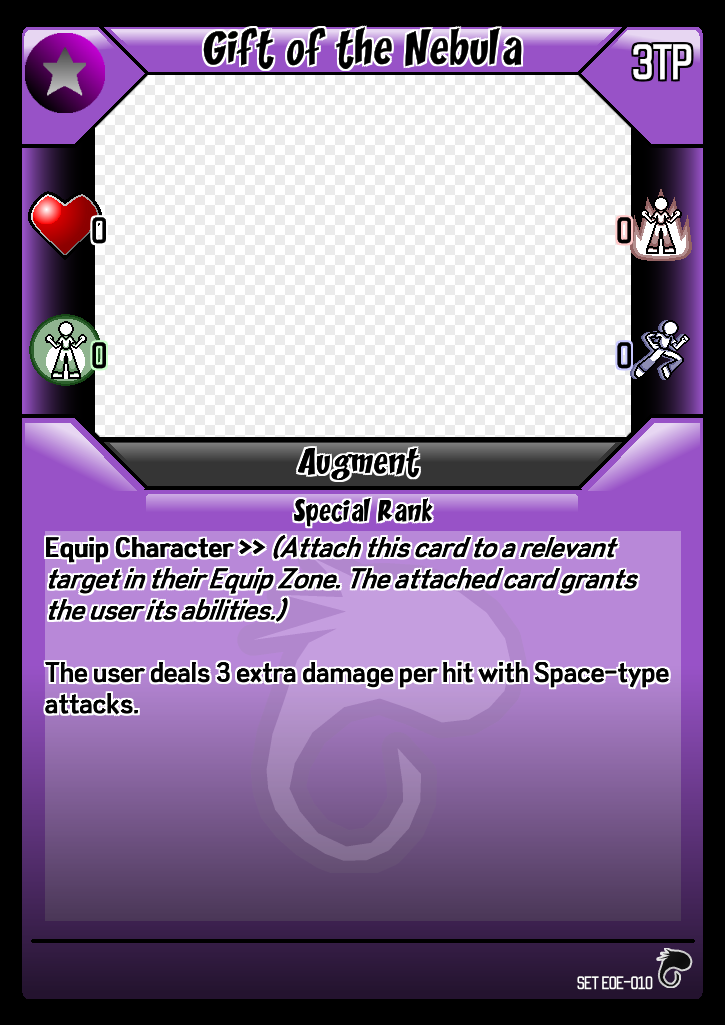 Gift of the Nebula
3TP
0
0
0
0
Augment
Special Rank
Equip Character >> (Attach this card to a relevant
target in their Equip Zone. The attached card grants
the user its abilities.)
The user deals 3 extra damage per hit with Space-type
attacks.
SET EOE-010